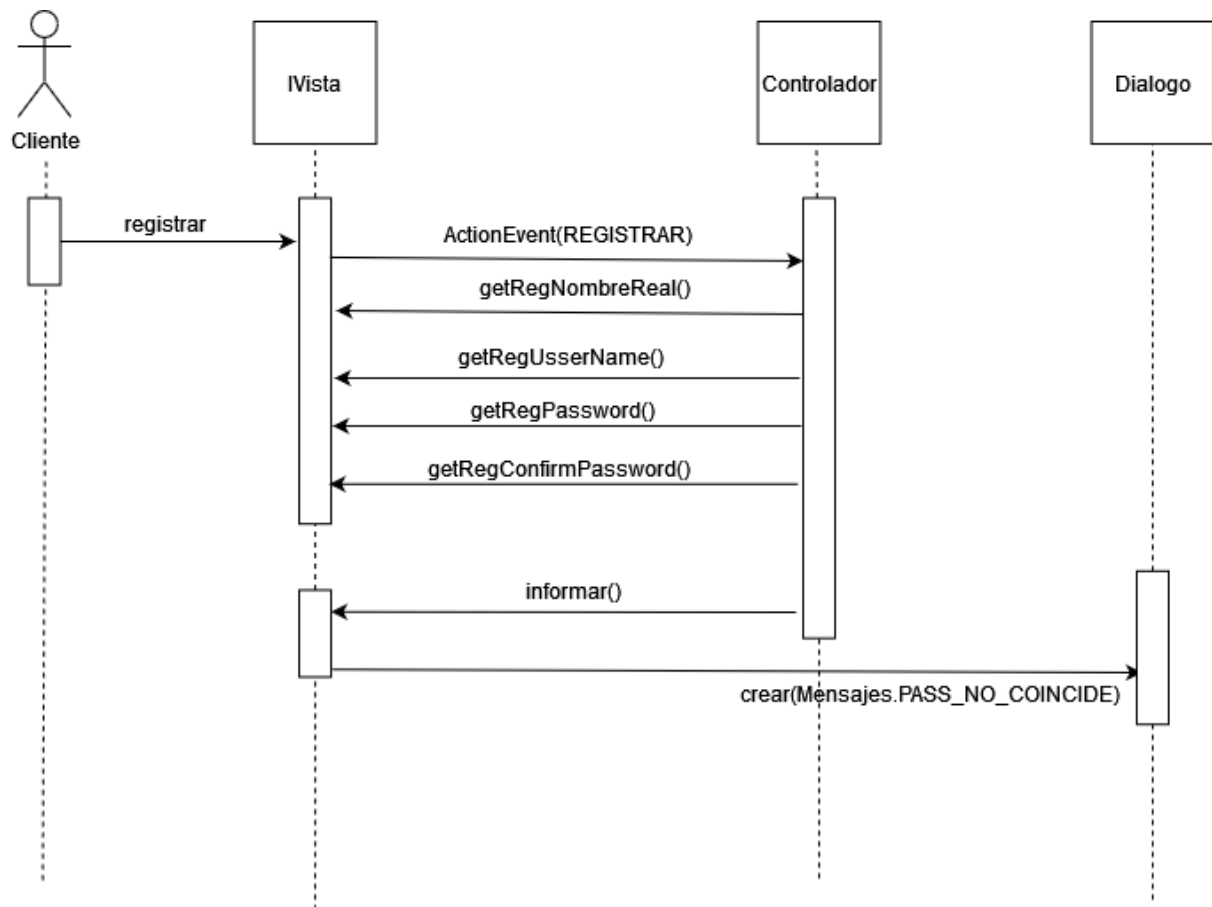 IVista
Controlador
Dialogo
Cliente
registrar
ActionEvent(REGISTRAR)
getRegNombreReal()
getRegUsserName()
getRegPassword()
getRegConfirmPassword()
informar()
crear(Mensajes.PASS_NO_COINCIDE)